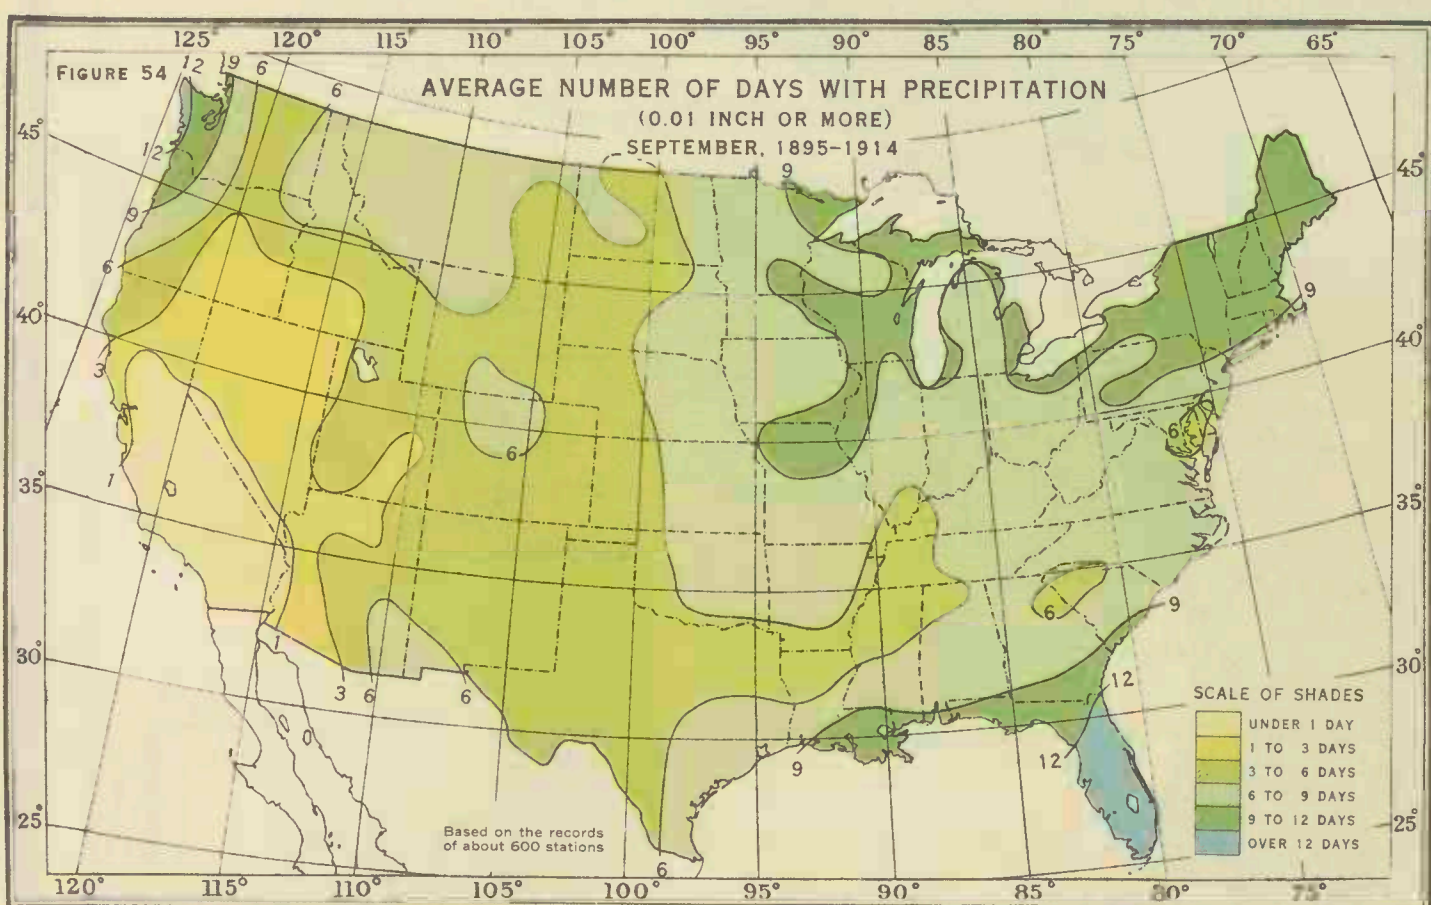 125° 120° 115° 110° 105° 100° 95° 90° 85° 80° 75° 70° 65°
FIGURE 54
AVERAGE NUMBER OF DAYS WITH PRECIPITATION
(0.01 INCH OR MORE)
SEPTEMBER, 1895-1914
12 9 6
6
9
45°
45°
12
9
9
6
40°
40°
3
6
6
1
35°
35°
6
9
30°
30°
1
3 6 6
12
12
9
SCALE OF SHADES
UNDER 1 DAY
1 TO 3 DAYS
3 TO 6 DAYS
6 TO 9 DAYS
9 TO 12 DAYS
OVER 12 DAYS
25°
25°
Based on the records
of about 600 stations
6
120° 115° 110° 105° 100° 95° 90° 85° 80° 75°